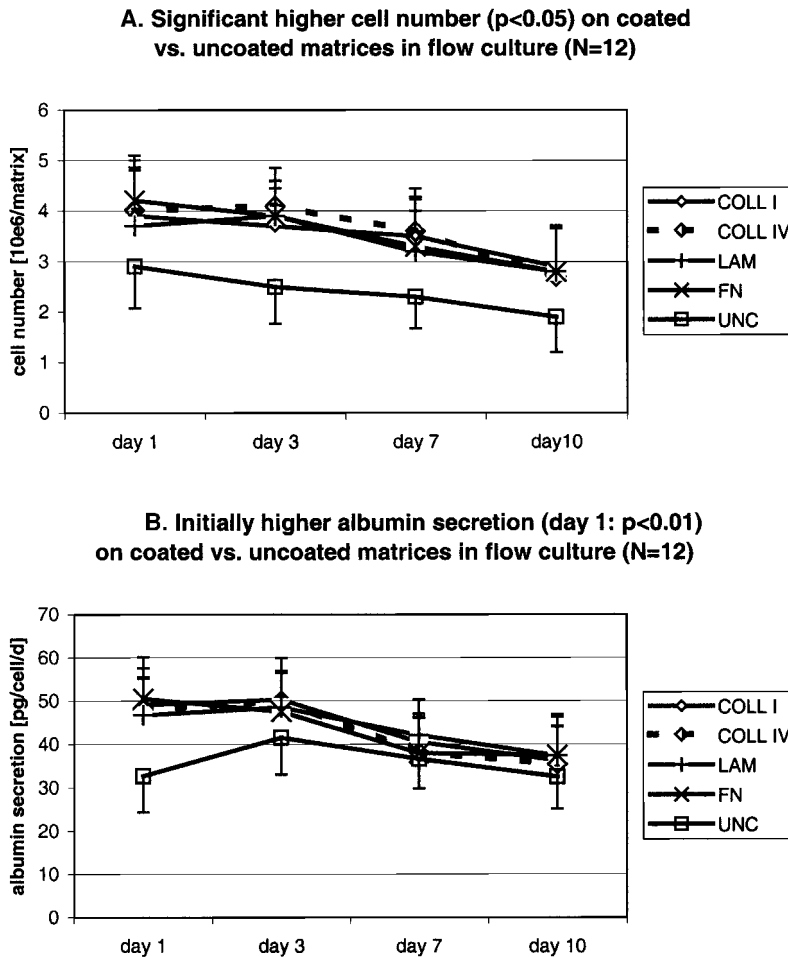 A. Significant higher cell number (p<0.05) on coated
vs. uncoated matrices in flow culture (N=12)
6
5
4
3
2
1
0
cell number [10e6/matrix]
day 1
day 3
day 7
day10
COLL I
COLL IV
LAM
FN
UNC
B. Initially higher albumin secretion (day 1: p<0.01)
on coated vs. uncoated matrices in flow culture (N=12)
70
60
50
40
30
20
10
0
albumin secretion [pg/cell/d]
day 1
day 3
day 7
day 10
COLL I
COLL IV
LAM
FN
UNC